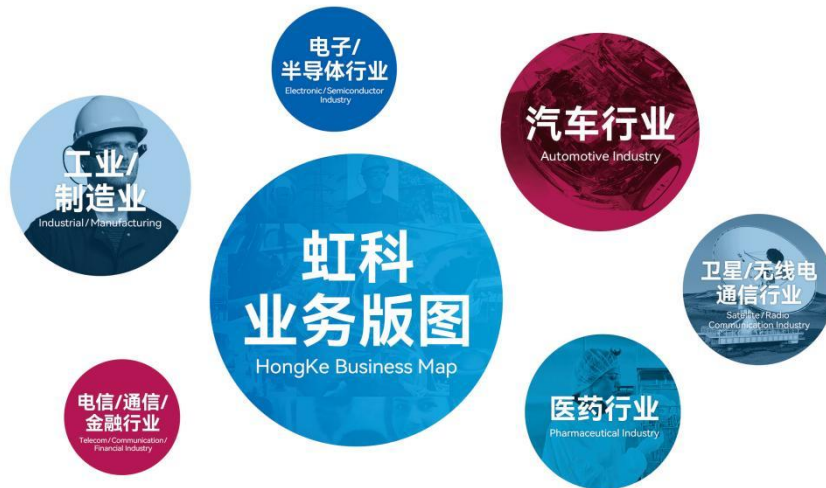 电子/
半导体行业
Electronic/Semiconductor
Industry
汽车行业
Automotive Industry
工业/
制造业
Industrial/Manufacturing
虹科
业务版图
HongKe Business Map
卫星/无线电
通信行业
Satellite/Radio
Communication Industry
电信/通信/
金融行业
Telecom/Communication/
Financial Industry
医药行业
Pharmaceutical Industry